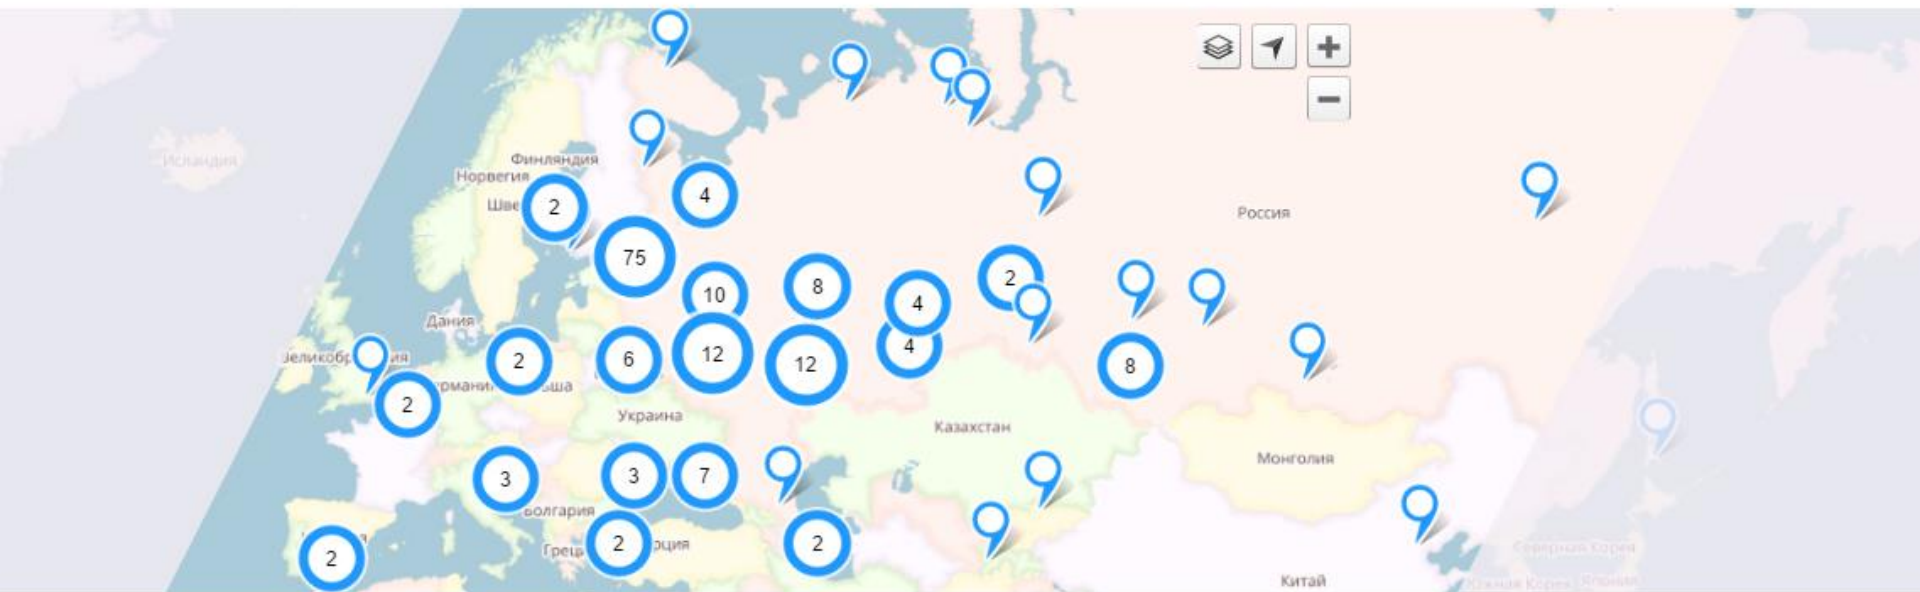 Исландия
Финляндия
Норвегия
2
4
Россия
75
2
10
8
4
Дания
4
2
6
12
12
8
2
Украина
Казахстан
Монголия
3
3
7
Болгария
2
2
2
Северная Корея
Китай
Южная Корея
Япония